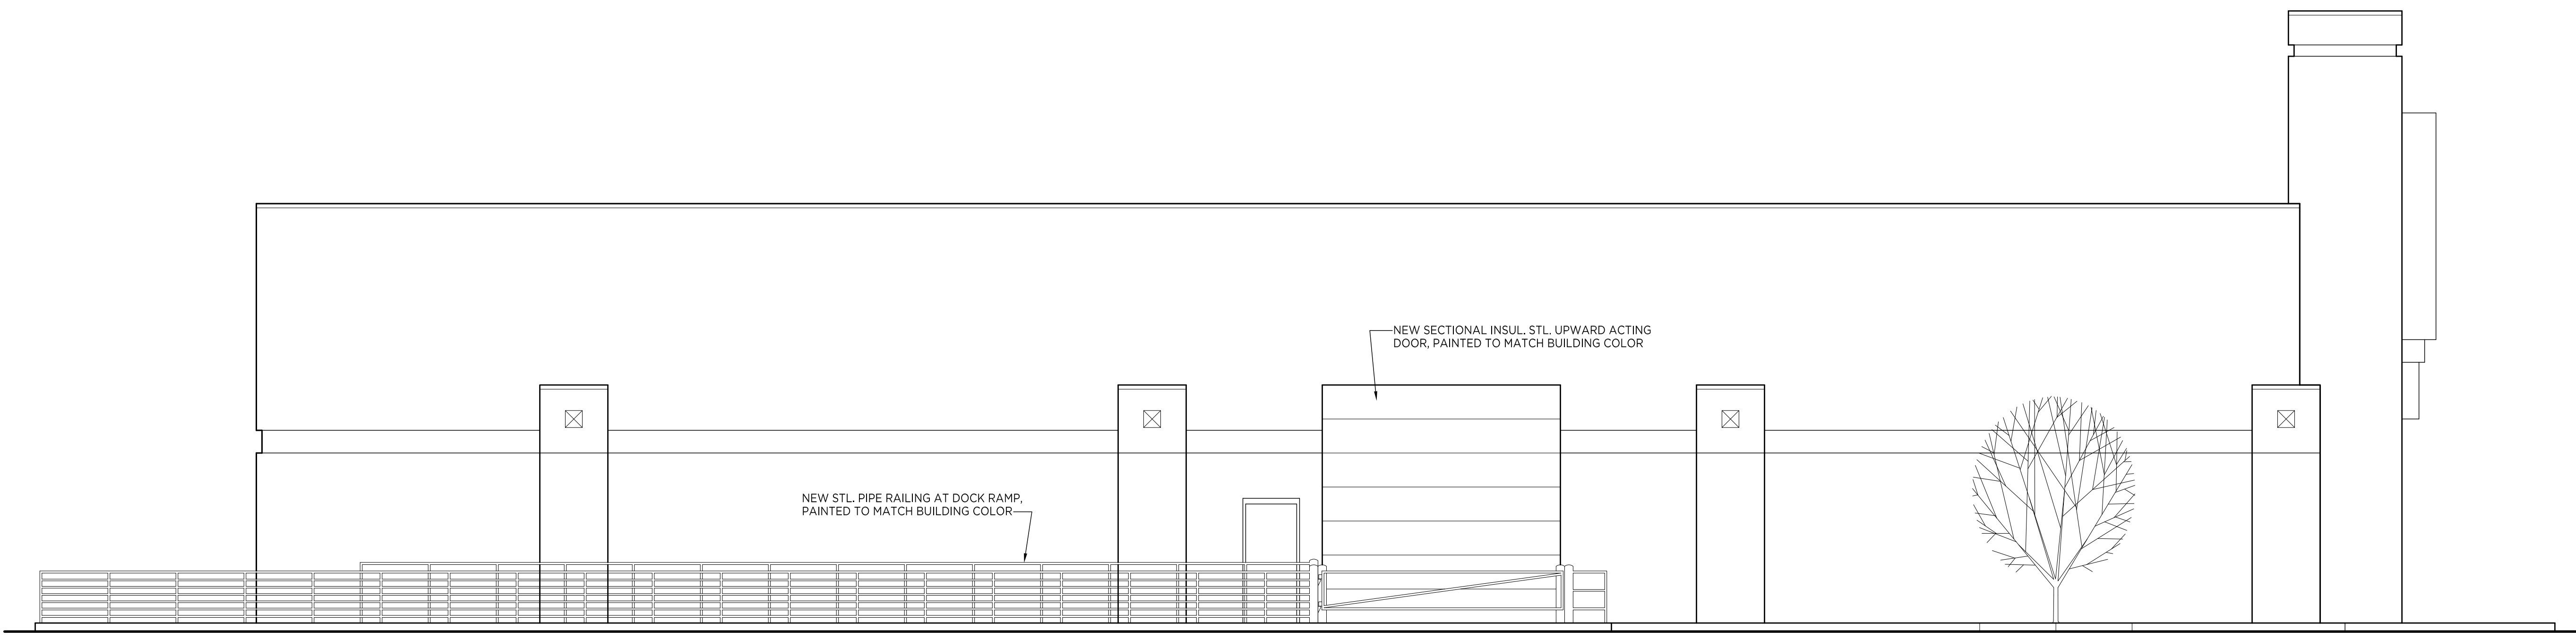 NEW SECTIONAL INSUL. STL. UPWARD ACTING
DOOR, PAINTED TO MATCH BUILDING COLOR
NEW STL. PIPE RAILING AT DOCK RAMP,
PAINTED TO MATCH BUILDING COLOR